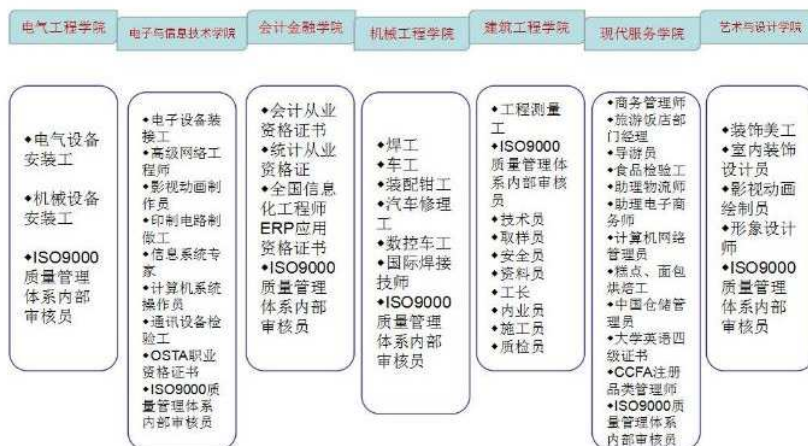 电气工程学院
电子与信息技术学院
会计金融学院
机械工程学院
建筑工程学院
现代服务学院
艺术与设计学院
◆电气设备
安装工
◆机械设备
安装工
◆ISO9000
质量管理
体系内部
审核员
◆电子设备装
接工
◆高级网络工
程师
◆影视动画制
作员
◆印制电路制
做工
◆信息系统专
家
◆计算机系统
操作员
◆通讯设备检
验工
◆OSTA职业
资格证书
◆ISO9000质
量管理体系
内部审核员
◆会计从业
资格证书
◆统计从业
资格证
◆全国信息
化工程师
ERP应用
资格证书
◆ISO9000
质量管理
体系内部
审核员
◆焊工
◆车工
◆装配钳工
◆汽车修理
工
◆数控车工
◆国际焊接
技师
◆ISO9000
质量管理
体系内部
审核员
◆工程测量
工
◆ISO9000
质量管理体
系内部审核
员
◆技术员
◆取样员
◆安全员
◆资料员
◆工长
◆内业员
◆施工员
◆质检员
◆商务管理师
◆旅游饭店部
门经理
◆导游员
◆食品检验工
◆助理物流师
◆助理电子商
务师
◆计算机网络
管理员
◆糕点、面包
烘焙工
◆中国仓储管
理员
◆大学英语四
级证书
◆CCFA注册
品类管理师
◆ISO9000质
量管理体系
内部审核员
◆装饰美工
◆室内装饰
设计员
◆影视动画
绘制员
◆形象设计
师
◆ISO9000
质量管理
体系内部
审核员